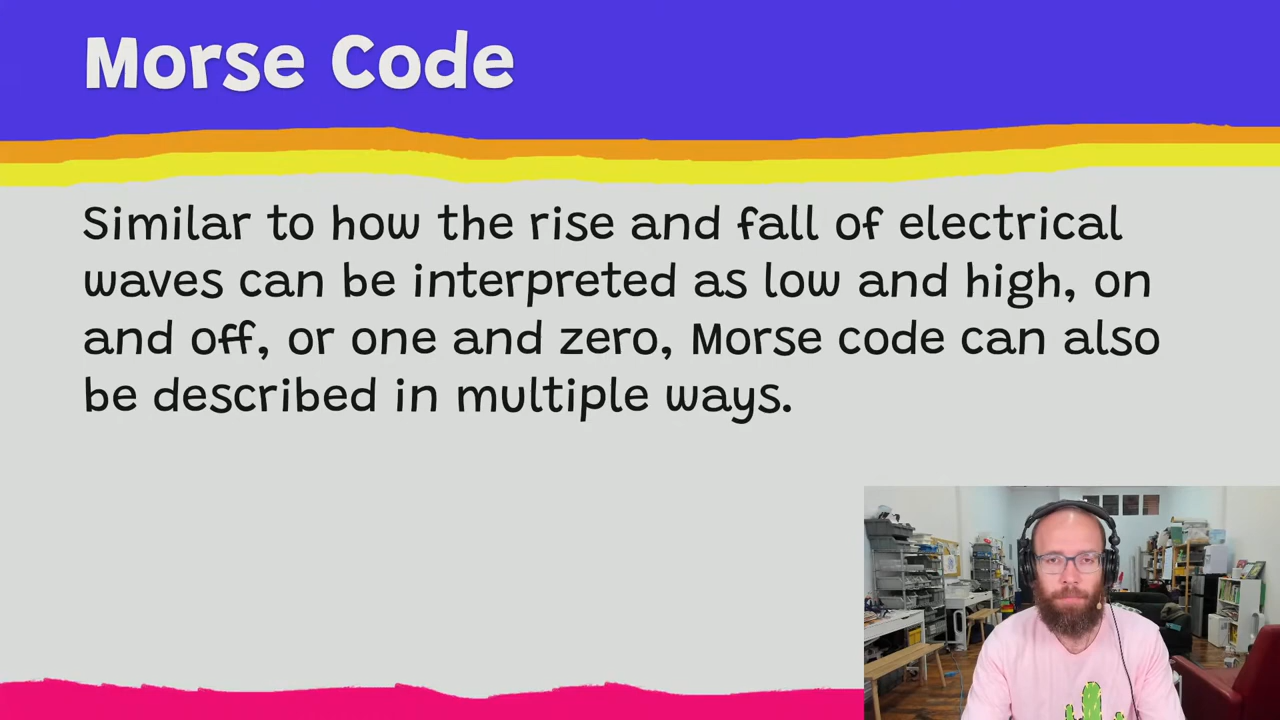 Morse Code
Similar to how the rise and fall of electrical
waves can be interpreted as low and high, on
and off, or one and zero, Morse code can also
be described in multiple ways.